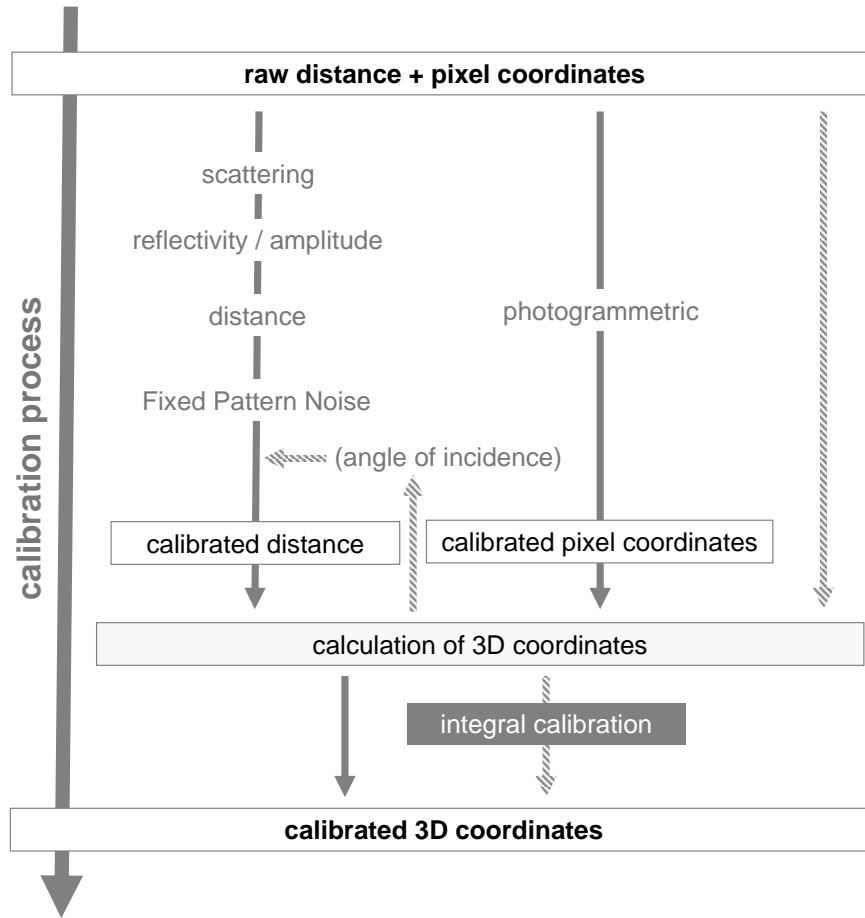 raw distance + pixel coordinates
scattering
reflectivity / amplitude
distance
photogrammetric
Fixed Pattern Noise
(angle of incidence)
calibrated distance
calibrated pixel coordinates
calculation of 3D coordinates
integral calibration
calibrated 3D coordinates
calibration process